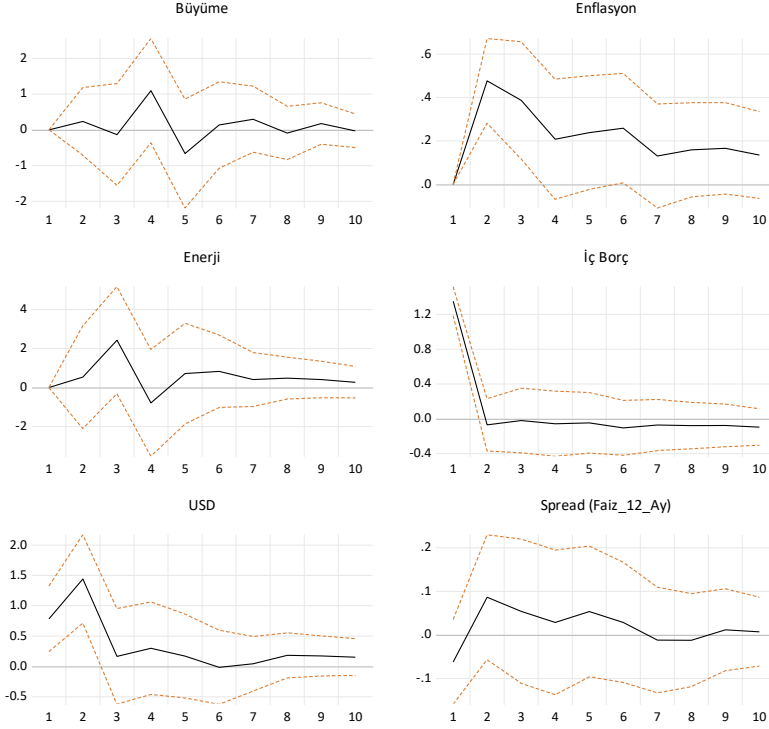 Büyüme
2
1
0
-1
-2
1 2 3 4 5 6 7 8 9 10
Enflasyon
.6
.4
.2
.0
1 2 3 4 5 6 7 8 9 10
Enerji
4
2
0
-2
1 2 3 4 5 6 7 8 9 10
İç Borç
1.2
0.8
0.4
0.0
-0.4
1 2 3 4 5 6 7 8 9 10
USD
2.0
1.5
1.0
0.5
0.0
-0.5
1 2 3 4 5 6 7 8 9 10
Spread (Faiz_12_Ay)
.2
.1
.0
-.1
1 2 3 4 5 6 7 8 9 10